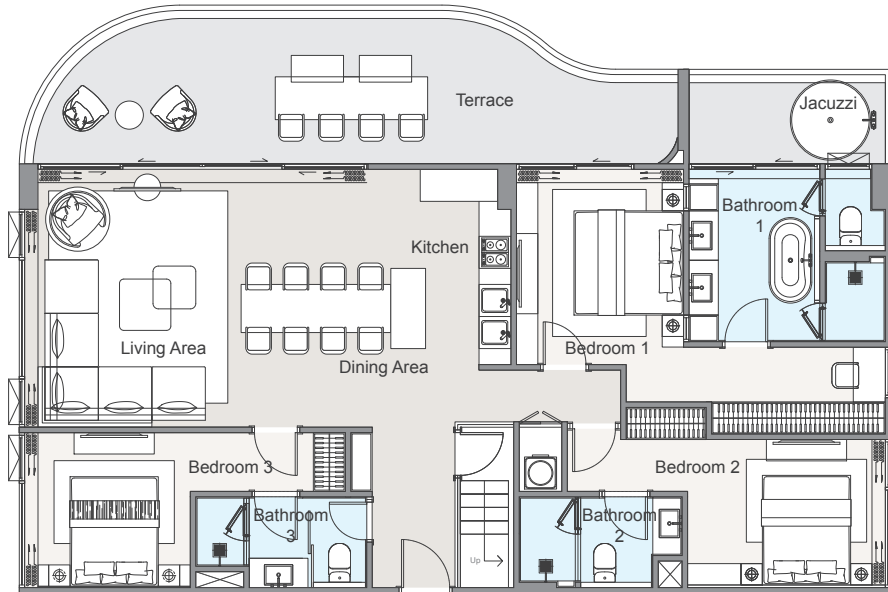 Terrace
Jacuzzi
Bathroom
1
Kitchen
Living Area
Dining Area
Bedroom 1
Bedroom 3
Bedroom 2
Bathroom
3
Bathroom
2
Up